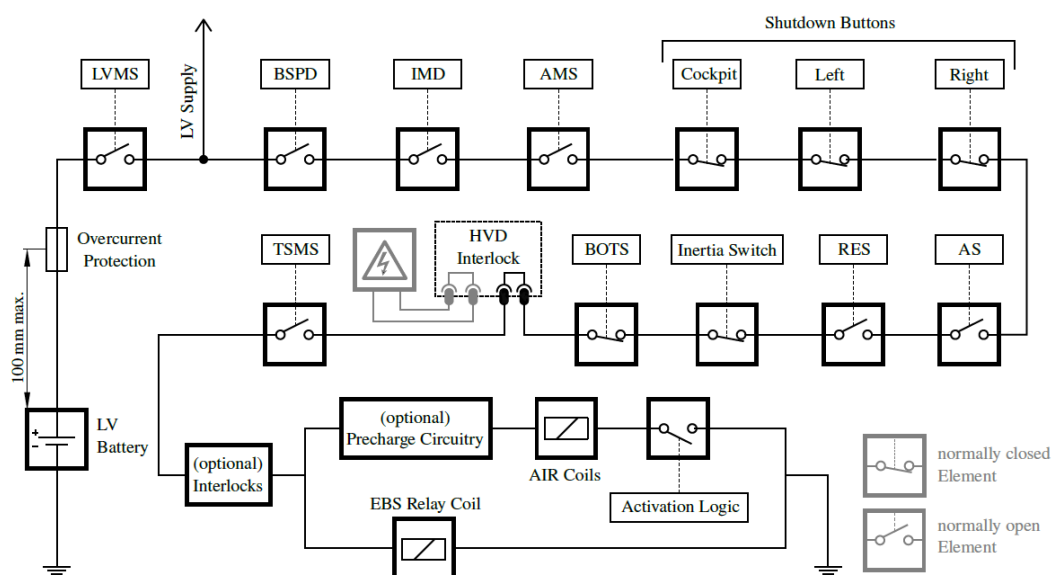 Shutdown Buttons
LVMS
BSPD
IMD
AMS
Cockpit
Left
Right
LV Supply
Overcurrent
Protection
100 mm max.
TSMS
HVD
Interlock
BOTS
Inertia Switch
RES
AS
+
-
LV
Battery
(optional)
Interlocks
(optional)
Precharge Circuitry
AIR Coils
Activation Logic
EBS Relay Coil
normally closed
Element
normally open
Element